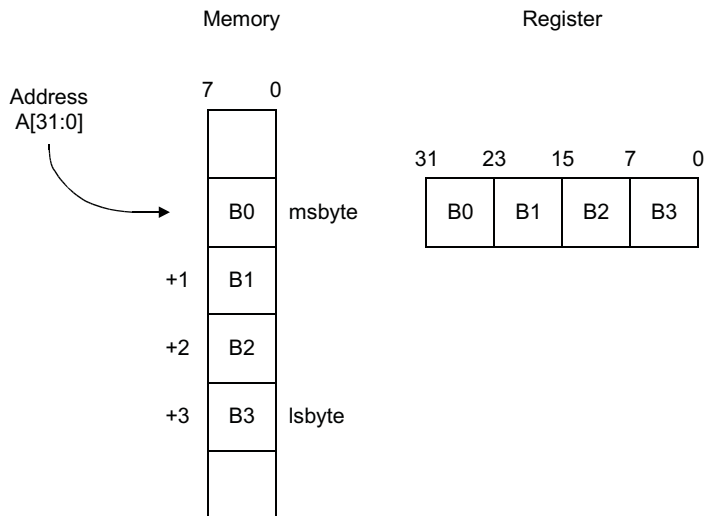 Memory
Register
Address
A[31:0]
7 0
31 23 15 7 0
B0 msbyte
B0 B1 B2 B3
+1 B1
+2 B2
+3 B3 lsbyte